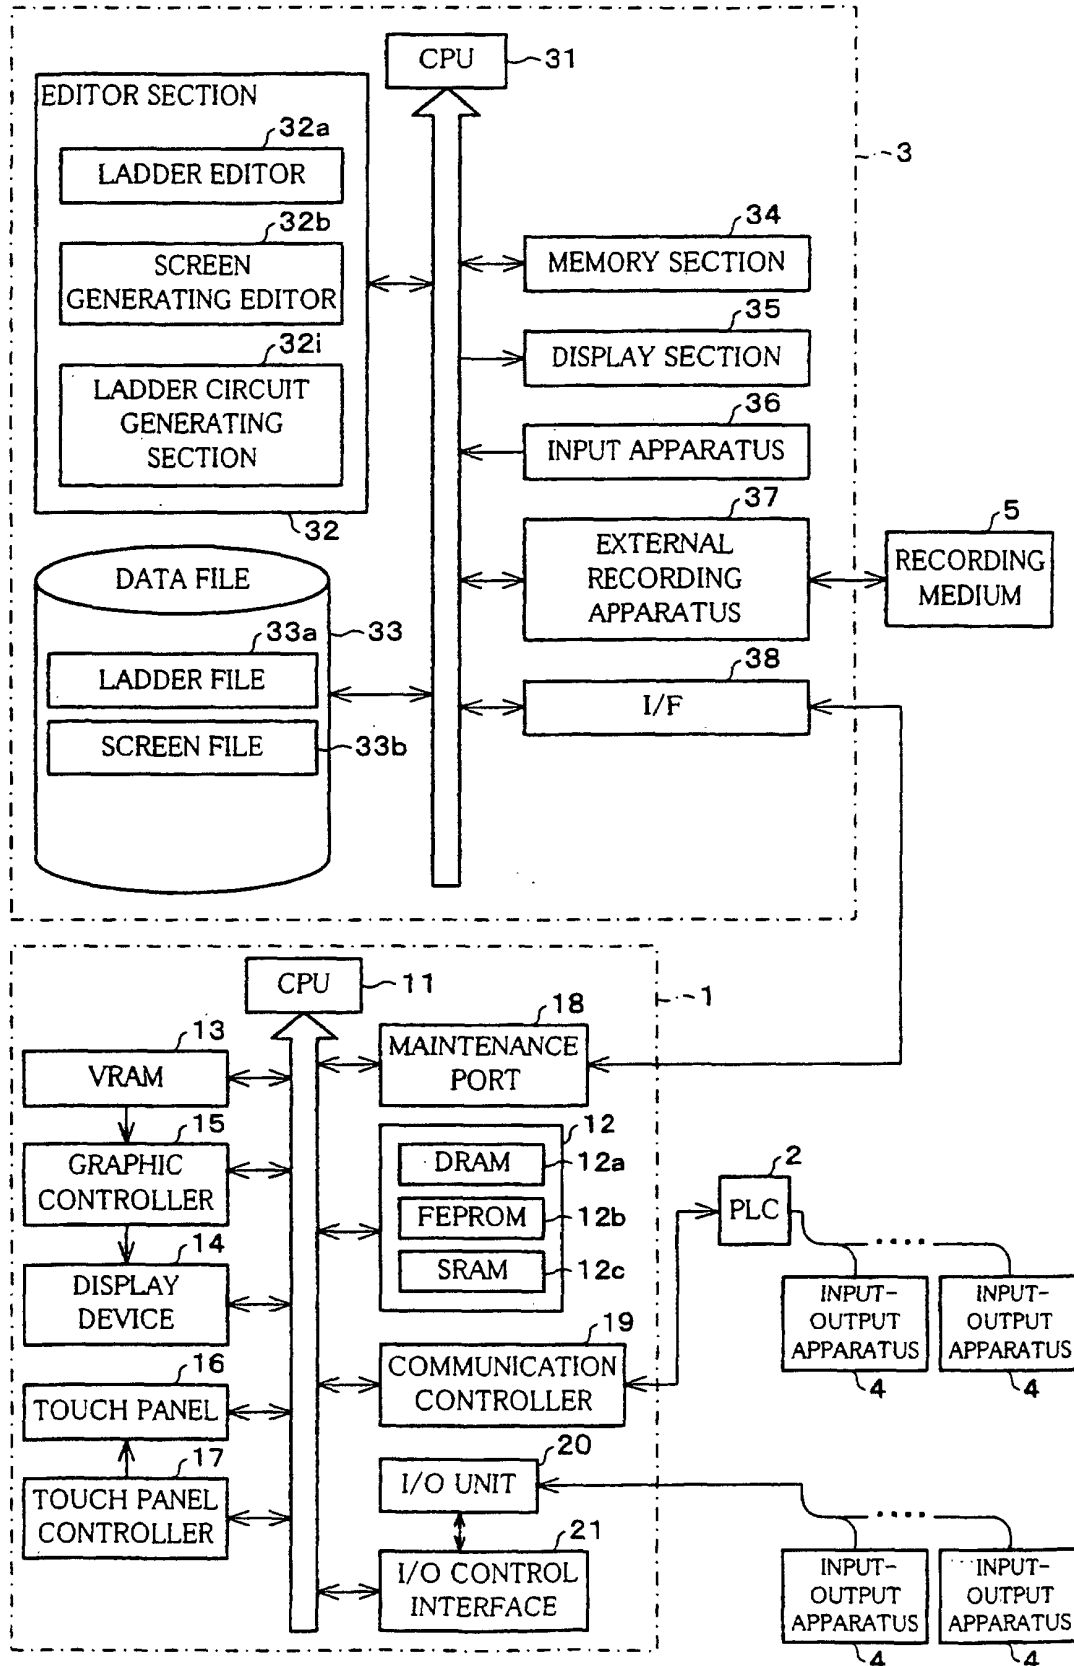 CPU
31
EDITOR SECTION
32a
LADDER EDITOR
32b
SCREEN
GENERATING EDITOR
32i
LADDER CIRCUIT
GENERATING
SECTION
32
3
34
MEMORY SECTION
35
DISPLAY SECTION
36
INPUT APPARATUS
37
EXTERNAL
RECORDING
APPARATUS
5
RECORDING
MEDIUM
38
I/F
DATA FILE
33a
33
LADDER FILE
SCREEN FILE
33b
CPU
11
1
13
VRAM
15
GRAPHIC
CONTROLLER
14
DISPLAY
DEVICE
16
TOUCH PANEL
17
TOUCH PANEL
CONTROLLER
18
MAINTENANCE
PORT
12
DRAM
12a
FEPROM
12b
SRAM
12c
19
COMMUNICATION
CONTROLLER
20
I/O UNIT
21
I/O CONTROL
INTERFACE
2
PLC
INPUT-
OUTPUT
APPARATUS
4
INPUT-
OUTPUT
APPARATUS
4
INPUT-
OUTPUT
APPARATUS
4
INPUT-
OUTPUT
APPARATUS
4